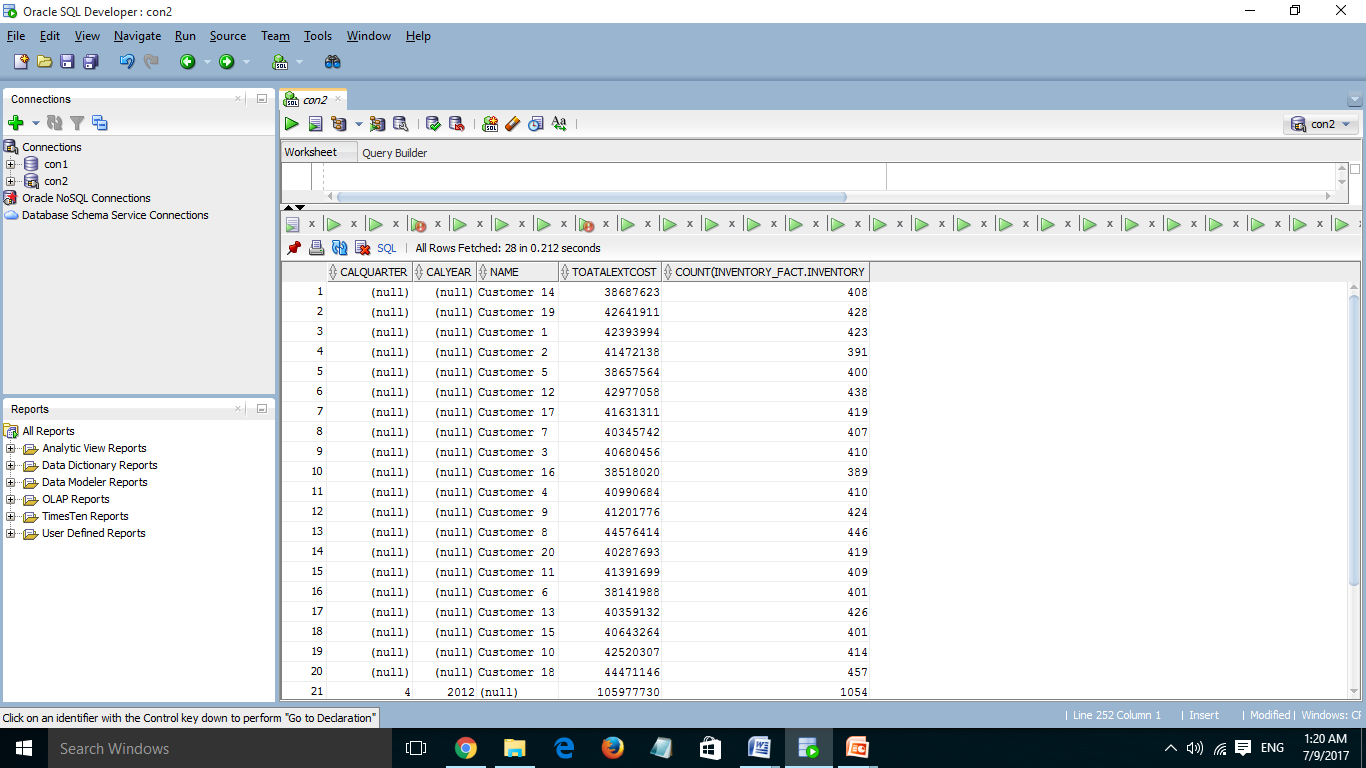 Oracle SQL Developer : con2
File Edit View Navigate Run Source Team Tools Window Help
Connections
Connections
con1
con2
Oracle NoSQL Connections
Database Schema Service Connections
Reports
All Reports
Analytic View Reports
Data Dictionary Reports
Data Modeler Reports
OLAP Reports
TimesTen Reports
User Defined Reports
con2
con2
Worksheet Query Builder
SQL | All Rows Fetched: 28 in 0.212 seconds
CALQUARTER CALYEAR NAME TOATALEXTCOST COUNT(INVENTORY_FACT.INVENTORY
1 (null) (null) Customer 14 38687623 408
2 (null) (null) Customer 19 42641911 428
3 (null) (null) Customer 1 42393994 423
4 (null) (null) Customer 2 41472138 391
5 (null) (null) Customer 5 38657564 400
6 (null) (null) Customer 12 42977058 438
7 (null) (null) Customer 17 41631311 419
8 (null) (null) Customer 7 40345742 407
9 (null) (null) Customer 3 40680456 410
10 (null) (null) Customer 16 38518020 389
11 (null) (null) Customer 4 40990684 410
12 (null) (null) Customer 9 41201776 424
13 (null) (null) Customer 8 44576414 446
14 (null) (null) Customer 20 40287693 419
15 (null) (null) Customer 11 41391699 409
16 (null) (null) Customer 6 38141988 401
17 (null) (null) Customer 13 40359132 426
18 (null) (null) Customer 15 40643264 401
19 (null) (null) Customer 10 42520307 414
20 (null) (null) Customer 18 44471146 457
21 4 2012 (null) 105977730 1054
Click on an identifier with the Control key down to perform "Go to Declaration"
| Line 252 Column 1 | Insert | Modified | Windows: CF
Search Windows
ENG
1:20 AM
7/9/2017